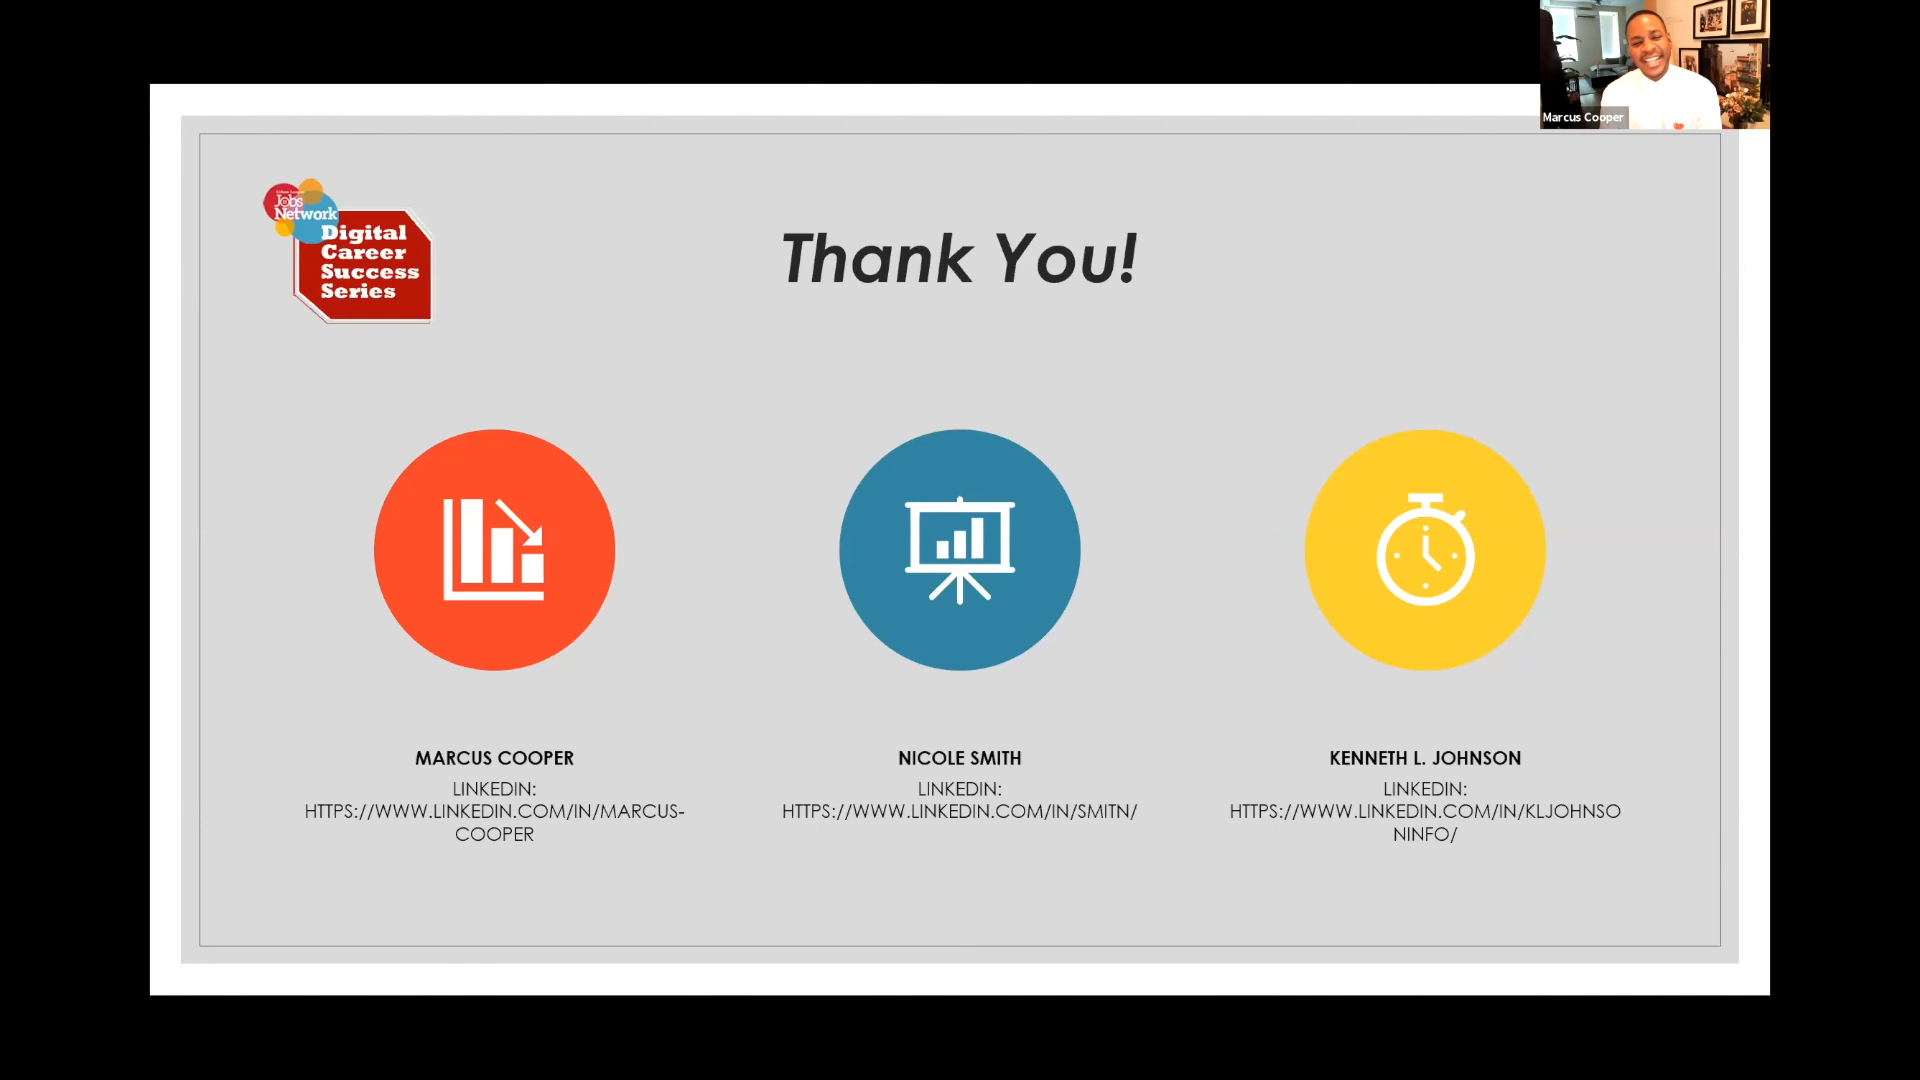 Marcus Cooper
Jobs
Network
Digital
Career
Success
Series
Thank You!
MARCUS COOPER
LINKEDIN:
HTTPS://WWW.LINKEDIN.COM/IN/MARCUS-
COOPER
NICOLE SMITH
LINKEDIN:
HTTPS://WWW.LINKEDIN.COM/IN/SMITN/
KENNETH L. JOHNSON
LINKEDIN:
HTTPS://WWW.LINKEDIN.COM/IN/KLJOHNSO
NINFO/